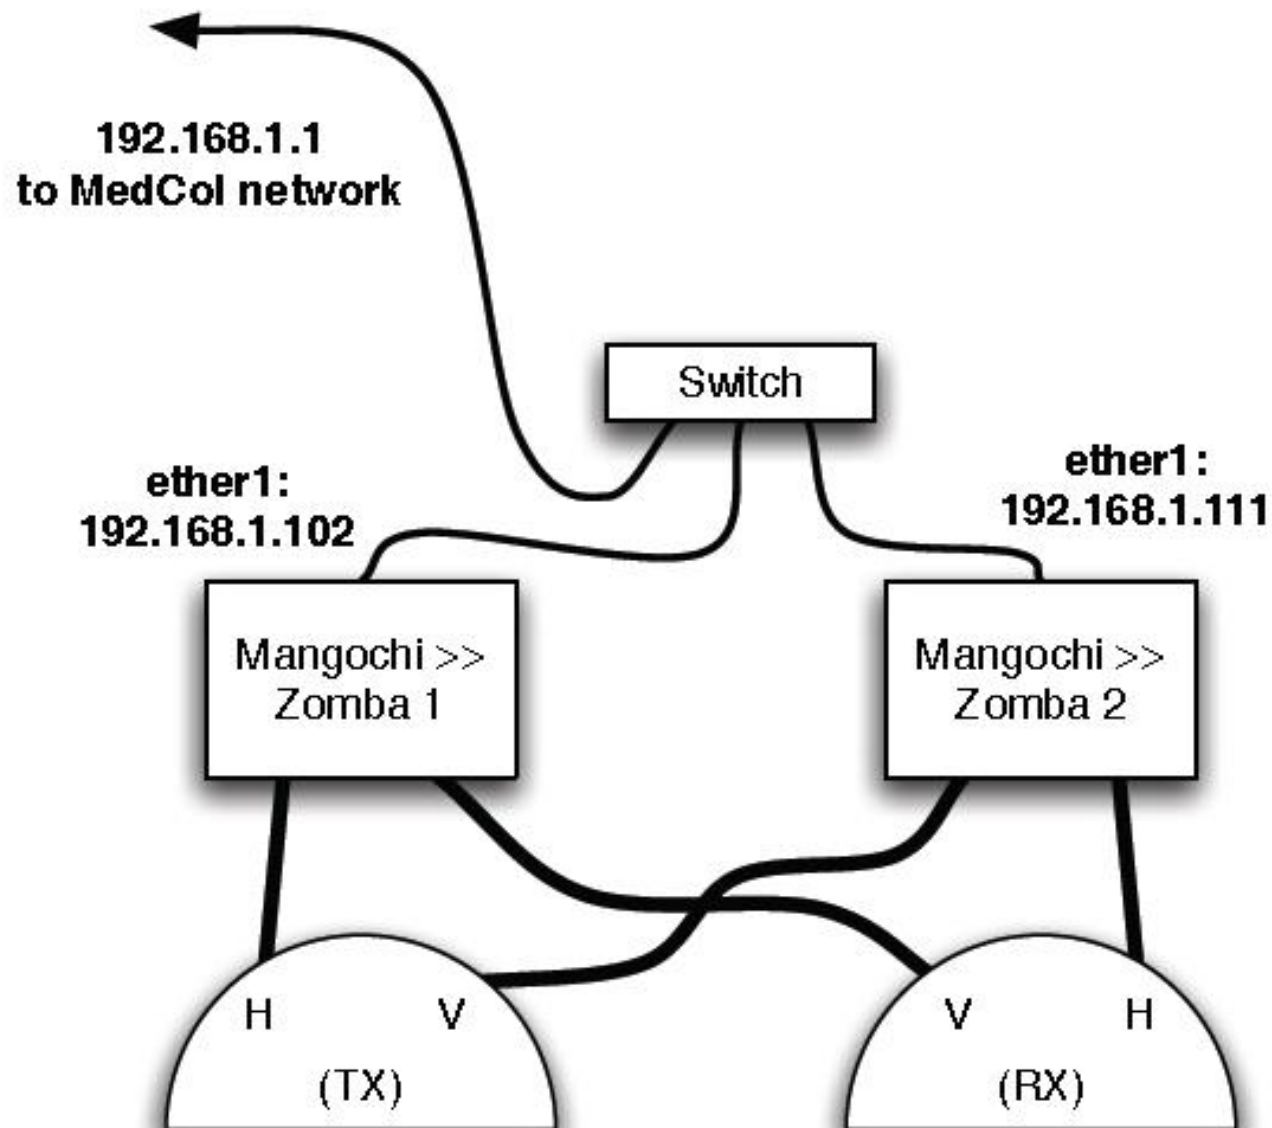 192.168.1.1
to MedCol network
Switch
ether1:
192.168.1.102
ether1:
192.168.1.111
Mangochi >>
Zomba 1
Mangochi >>
Zomba 2
H
V
(TX)
V
H
(RX)